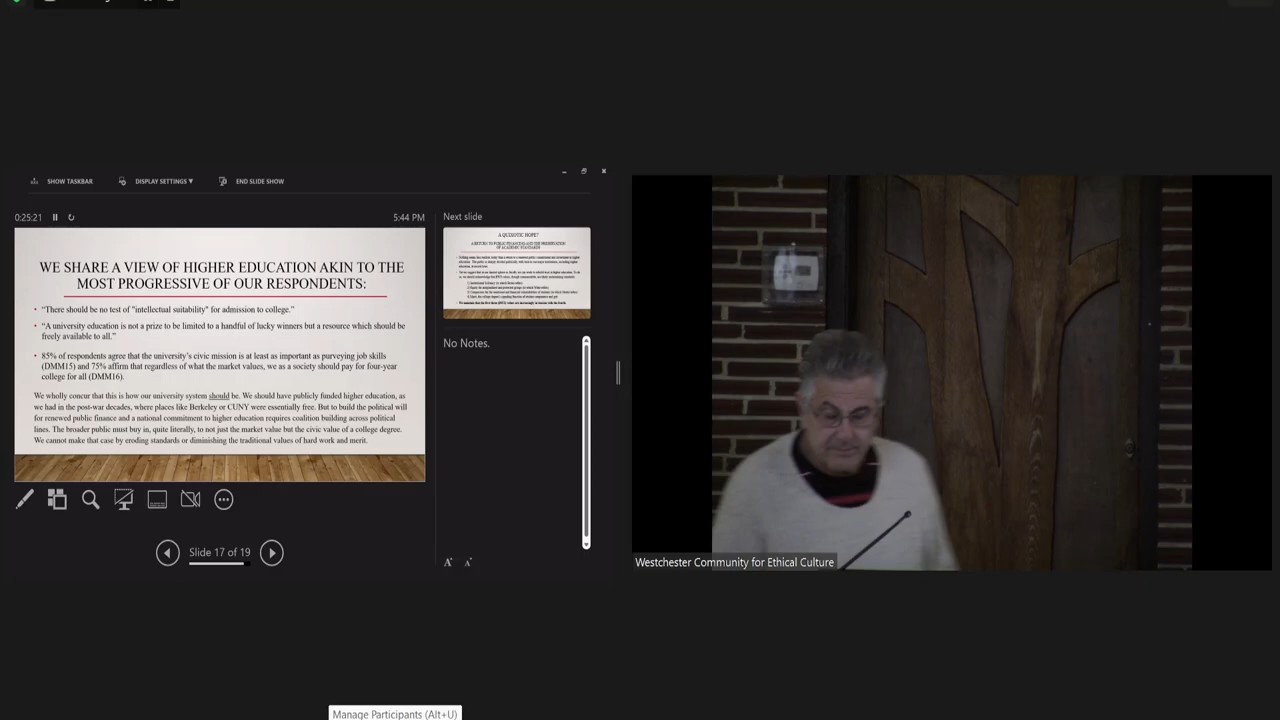 SHOW TASKBAR
DISPLAY SETTINGS ▼
END SLIDE SHOW
0:25:21
5:44 PM
WE SHARE A VIEW OF HIGHER EDUCATION AKIN TO THE
MOST PROGRESSIVE OF OUR RESPONDENTS:
• "There should be no test of "intellectual suitability" for admission to college."
• "A university education is not a prize to be limited to a handful of lucky winners but a resource which should be
freely available to all."
• 85% of respondents agree that the university's civic mission is at least as important as purveying job skills
(DMM15) and 75% affirm that regardless of what the market values, we as a society should pay for four-year
college for all (DMM16).
We wholly concur that this is how our university system should be. We should have publicly funded higher education, as
we had in the post-war decades, where places like Berkeley or CUNY were essentially free. But to build the political will
for renewed public finance and a national commitment to higher education requires coalition building across political
lines. The broader public must buy in, quite literally, to not just the market value but the civic value of a college degree.
We cannot make that case by eroding standards or diminishing the traditional values of hard work and merit.
Slide 17 of 19
Next slide
A QUIXOTIC HOPE?
A RETURN TO PUBLIC FINANCING AND THE PRESERVATION
OF ACADEMIC STANDARDS
No Notes.
Westchester Community for Ethical Culture
Manage Participants (Alt+U)